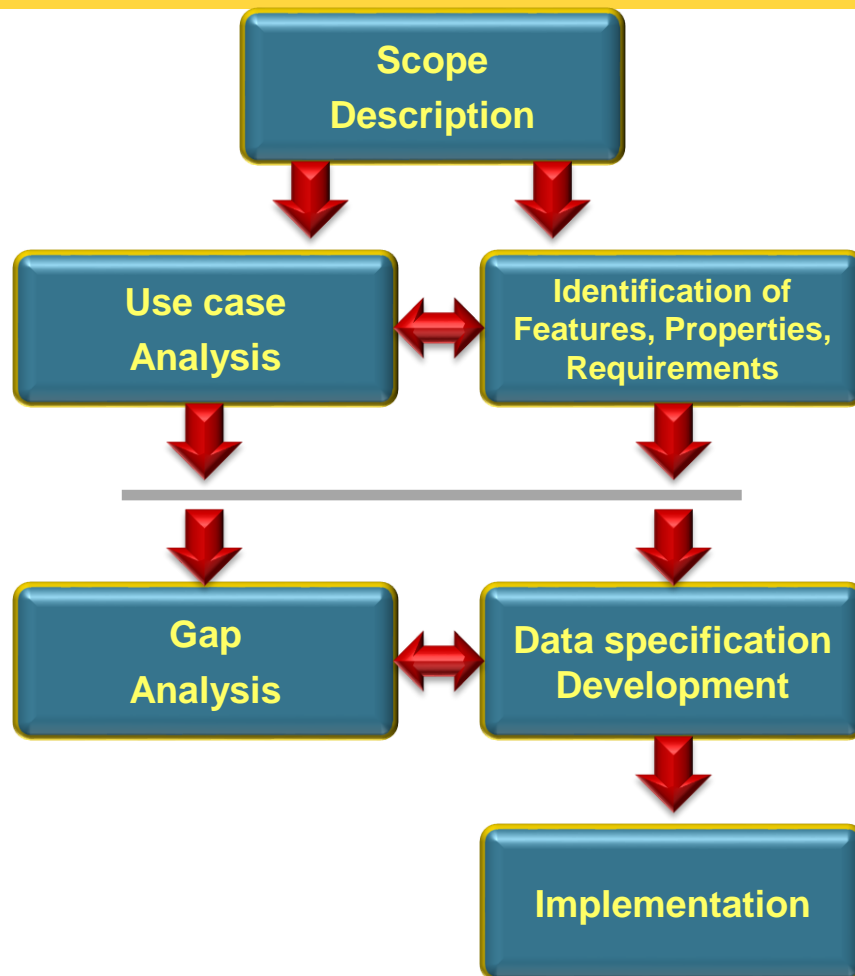 Scope
Description
Use case
Analysis
Identification of
Features, Properties,
Requirements
Gap
Analysis
Data specification
Development
Implementation